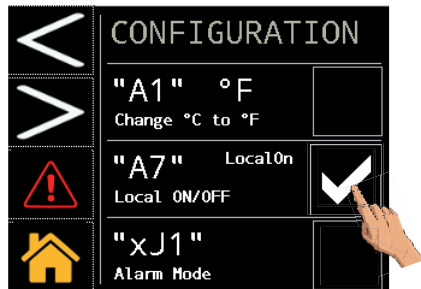 CONFIGURATION
"A1" °F
Change °C to °F
"A7" LocalOn
Local ON/OFF
"xJ1"
Alarm Mode